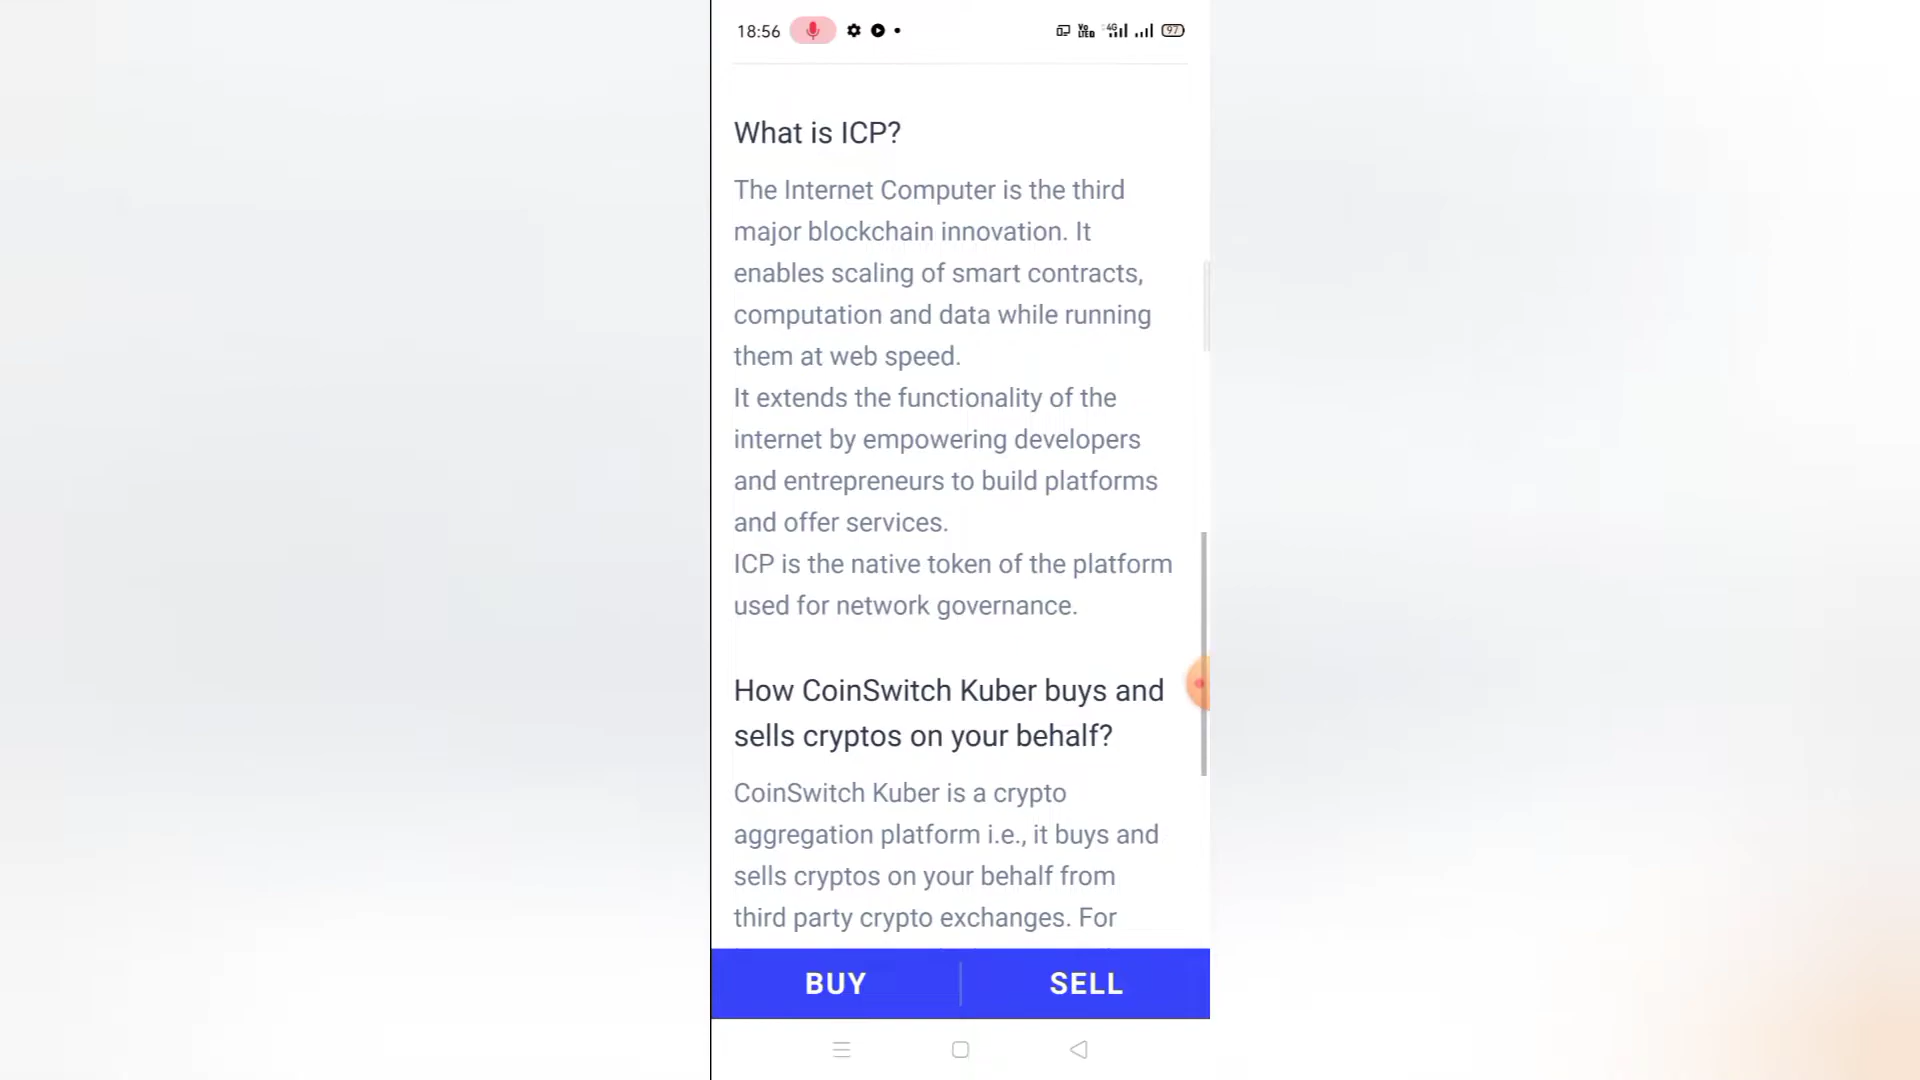 18:56
Vo LTED 4G 97
What is ICP?
The Internet Computer is the third
major blockchain innovation. It
enables scaling of smart contracts,
computation and data while running
them at web speed.
It extends the functionality of the
internet by empowering developers
and entrepreneurs to build platforms
and offer services.
ICP is the native token of the platform
used for network governance.
How CoinSwitch Kuber buys and
sells cryptos on your behalf?
CoinSwitch Kuber is a crypto
aggregation platform i.e., it buys and
sells cryptos on your behalf from
third party crypto exchanges. For
BUY
SELL